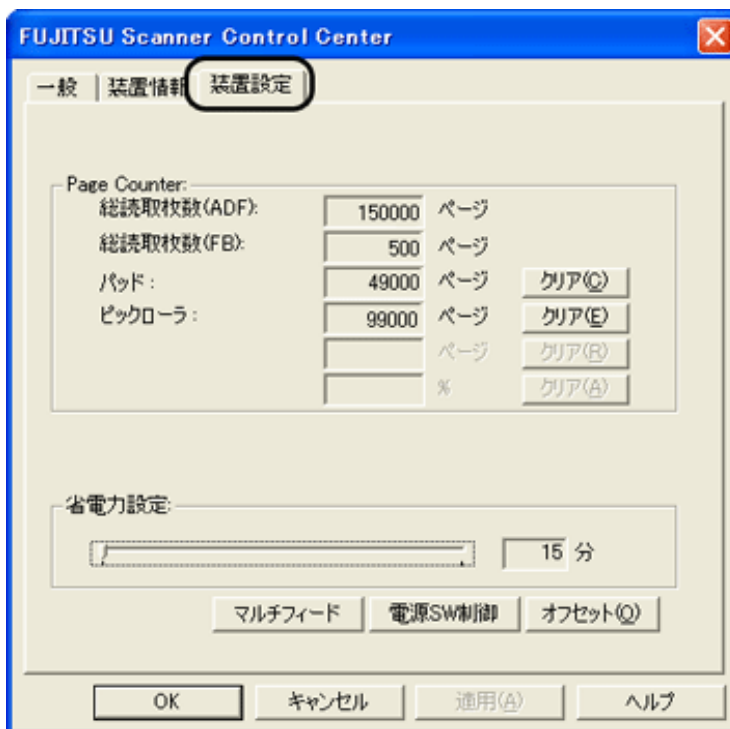 FUJITSU Scanner Control Center
一般 装置情報 装置設定
Page Counter:
総読取枚数(ADF): 150000 ページ
総読取枚数(FB): 500 ページ
パッド: 49000 ページ クリア(C)
ピックローラ: 99000 ページ クリア(E)
ページ クリア(R)
% クリア(A)
省電力設定:
15 分
マルチフィード 電源SW制御 オフセット(O)
OK キャンセル 適用(A) ヘルプ